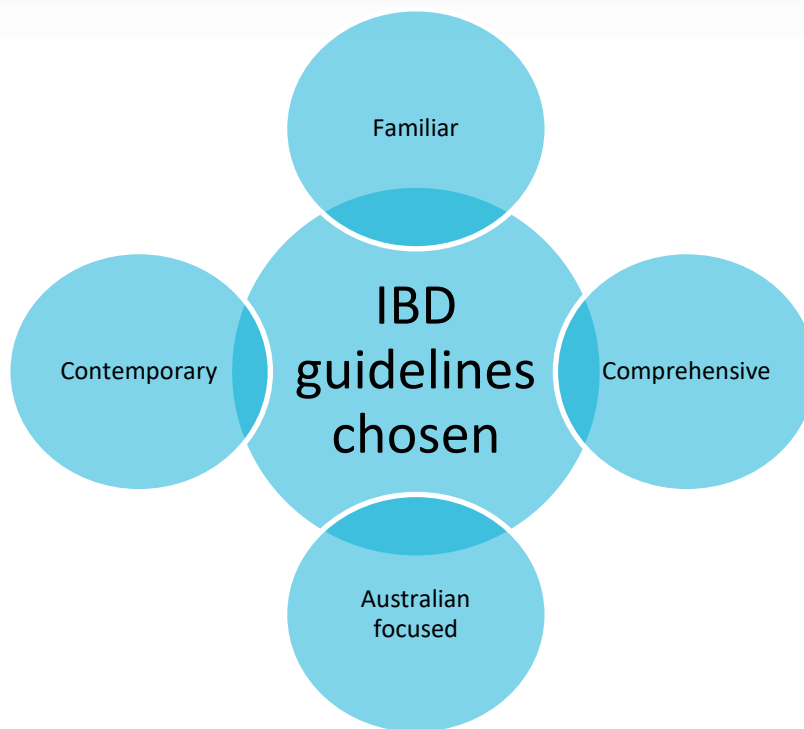 Familiar
Contemporary
IBD
guidelines
chosen
Comprehensive
Australian
focused